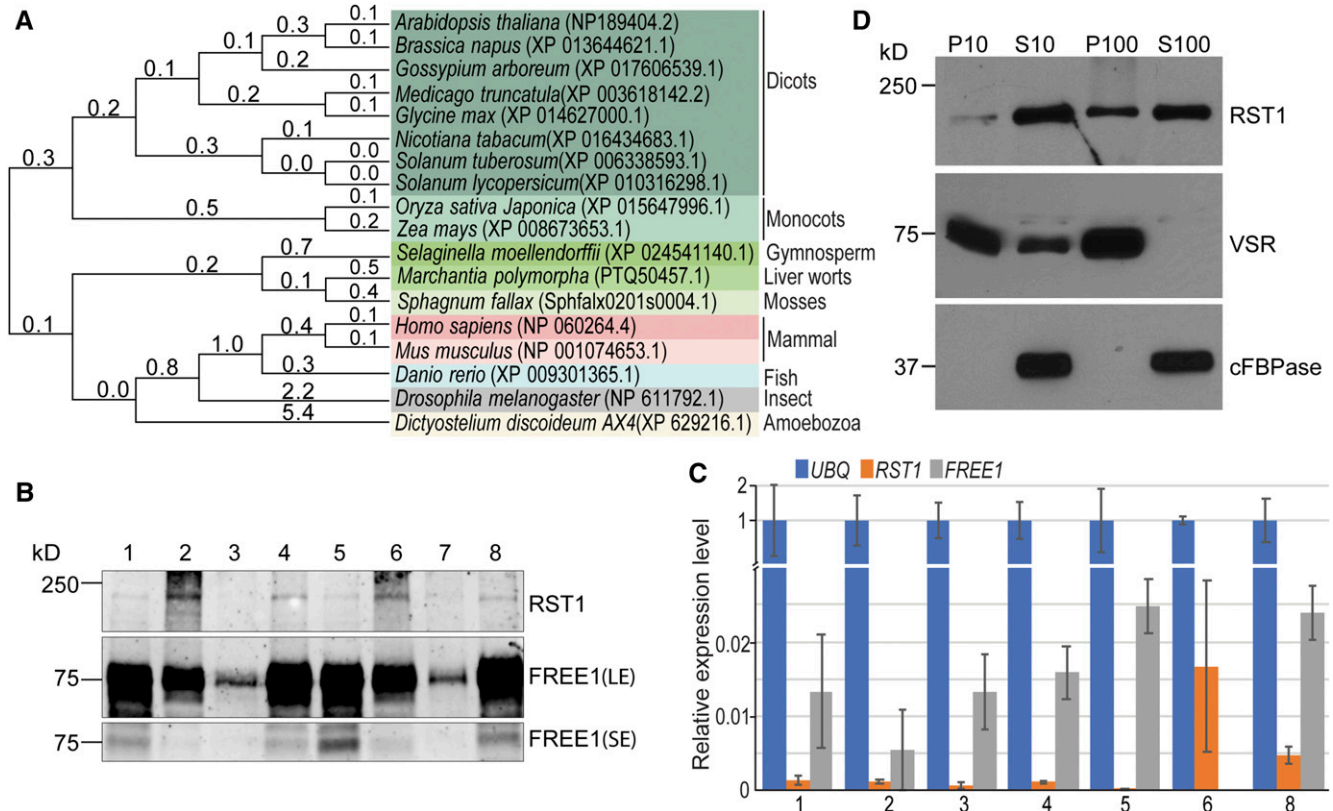 A
0.1
0.3
Arabidopsis thaliana (NP189404.2)
0.1
0.1
Brassica napus (XP 013644621.1)
0.2
Gossypium arboreum (XP 017606539.1)
0.1
0.1
Medicago truncatula(XP 003618142.2)
0.2
0.1
Glycine max (XP 014627000.1)
Dicots
0.2
0.1
Nicotiana tabacum(XP 016434683.1)
0.3
0.0
Solanum tuberosum(XP 006338593.1)
0.0
0.0
Solanum lycopersicum(XP 010316298.1)
0.3
0.1
Oryza sativa Japonica (XP 015647996.1)
0.5
0.2
Zea mays (XP 008673653.1)
Monocots
0.7
Selaginella moellendorffii (XP 024541140.1)
Gymnosperm
0.2
0.5
Marchantia polymorpha (PTQ50457.1)
Liver worts
0.1
0.4
Sphagnum fallax (Sphfalx0201s0004.1)
Mosses
0.1
0.1
0.4
Homo sapiens (NP 060264.4)
0.1
Mus musculus (NP 001074653.1)
Mammal
1.0
0.3
Danio rerio (XP 009301365.1)
Fish
0.8
2.2
Drosophila melanogaster (NP 611792.1)
Insect
0.0
5.4
Dictyostelium discoideum AX4(XP 629216.1)
Amoebozoa
D
kD
P10 S10 P100 S100
250
RST1
75
VSR
37
cFBPase
B
kD
1 2 3 4 5 6 7 8
250
RST1
75
FREE1(LE)
75
FREE1(SE)
C
UBQ RST1 FREE1
Relative expression level
2
1
0.02
0.01
0
1 2 3 4 5 6 8